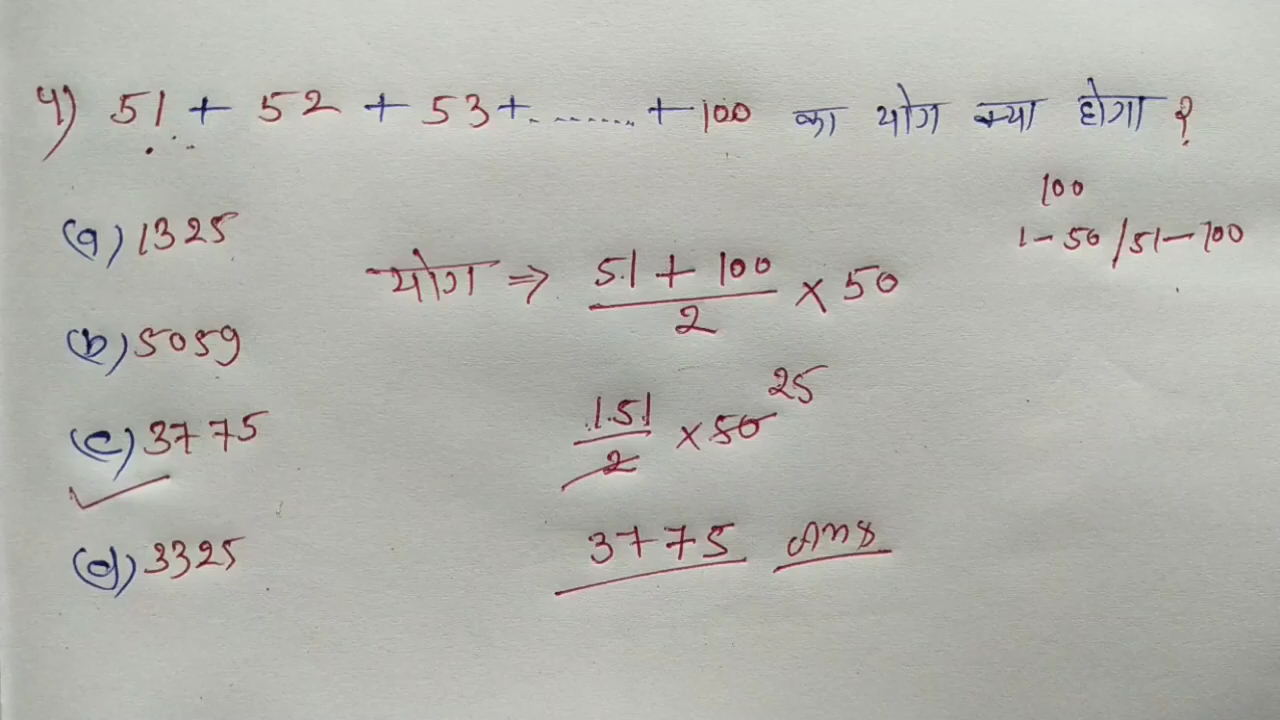 4) 51 + 52 + 53 + ........ + 100 का योग क्या होगा ?
100
1 - 50 / 51 - 100
(a) 1325
योग ⇒ 51 + 100 / 2 × 50
(b) 5059
151 / 2 × 50 25
(c) 3775
3775 Ans
(d) 3325